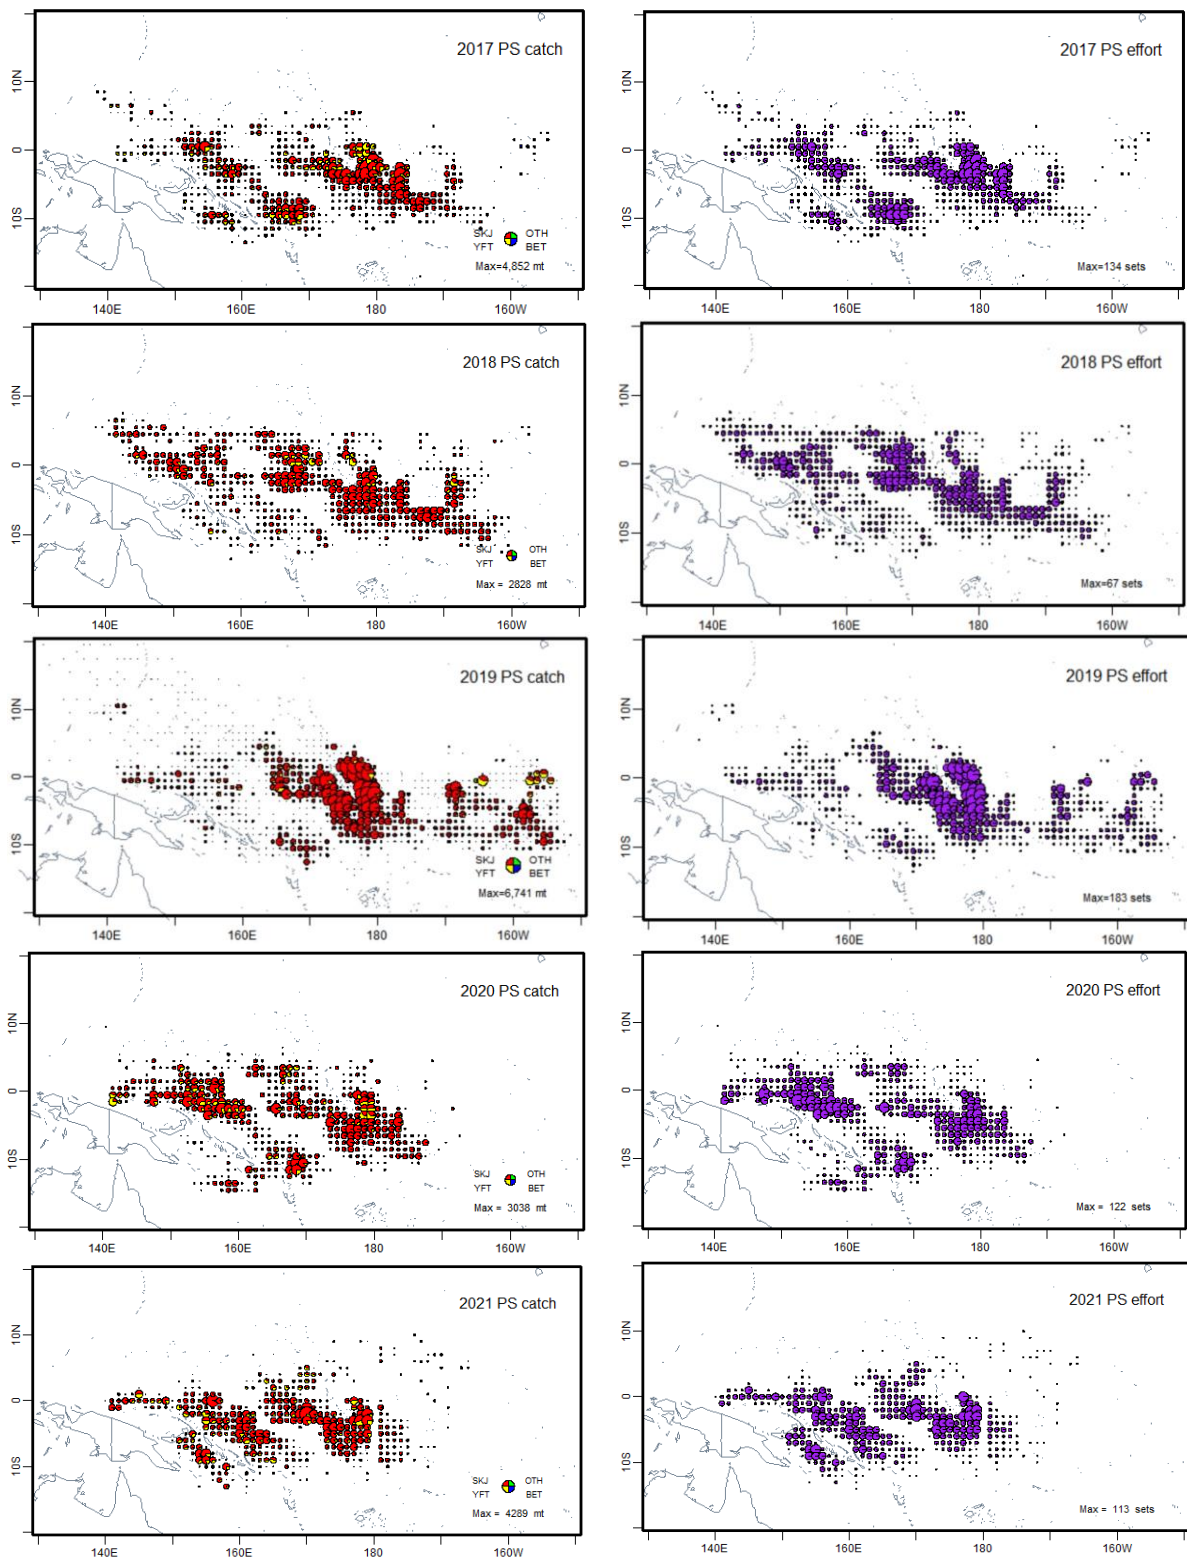 2017 PS catch
10N
0
10S
SKJ OTH
YFT BET
Max=4,852 mt
140E 160E 180 160W
2017 PS effort
10N
0
10S
Max=134 sets
140E 160E 180 160W
2018 PS catch
10N
0
10S
SKJ OTH
YFT BET
Max = 2828 mt
140E 160E 180 160W
2018 PS effort
10N
0
10S
Max=67 sets
140E 160E 180 160W
2019 PS catch
10N
0
10S
SKJ OTH
YFT BET
Max=6,741 mt
140E 160E 180 160W
2019 PS effort
10N
0
10S
Max=183 sets
140E 160E 180 160W
2020 PS catch
10N
0
10S
SKJ OTH
YFT BET
Max = 3038 mt
140E 160E 180 160W
2020 PS effort
10N
0
10S
Max = 122 sets
140E 160E 180 160W
2021 PS catch
10N
0
10S
SKJ OTH
YFT BET
Max = 4289 mt
140E 160E 180 160W
2021 PS effort
10N
0
10S
Max = 113 sets
140E 160E 180 160W